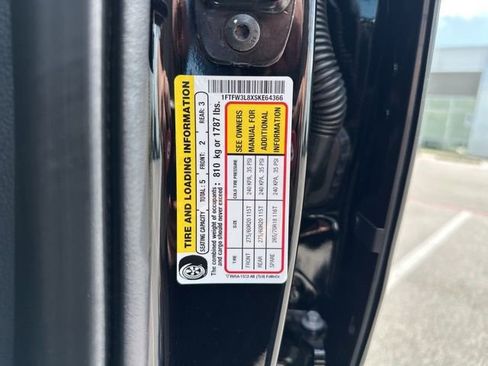 1FTFW3L8XSKE64366
TIRE AND LOADING INFORMATION
SEATING CAPACITY TOTAL: 5 FRONT: 2 REAR: 3
The combined weight of occupants
and cargo should never exceed : 810 kg or 1787 lbs.
TIRE SIZE COLD TIRE PRESSURE
FRONT 275/60R20 115T 240 KPA, 35 PSI
REAR 275/60R20 115T 240 KPA, 35 PSI
SPARE 265/70R18 116T 240 KPA, 35 PSI
SEE OWNERS
MANUAL FOR
ADDITIONAL
INFORMATION